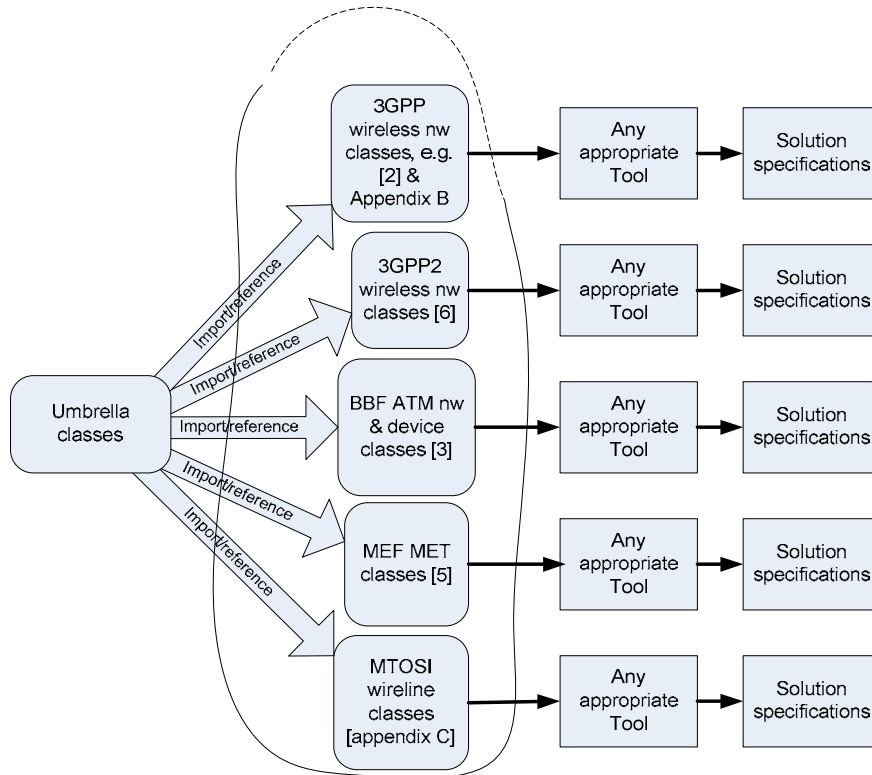 3GPP
wireless nw
classes, e.g.
[2] &
Appendix B
Any
appropriate
Tool
Solution
specifications
Import/reference
3GPP2
wireless nw
classes [6]
Any
appropriate
Tool
Solution
specifications
Import/reference
Umbrella
classes
Import/reference
BBF ATM nw
& device
classes [3]
Any
appropriate
Tool
Solution
specifications
Import/reference
MEF MET
classes [5]
Any
appropriate
Tool
Solution
specifications
Import/reference
MTOSI
wireline
classes
[appendix C]
Any
appropriate
Tool
Solution
specifications